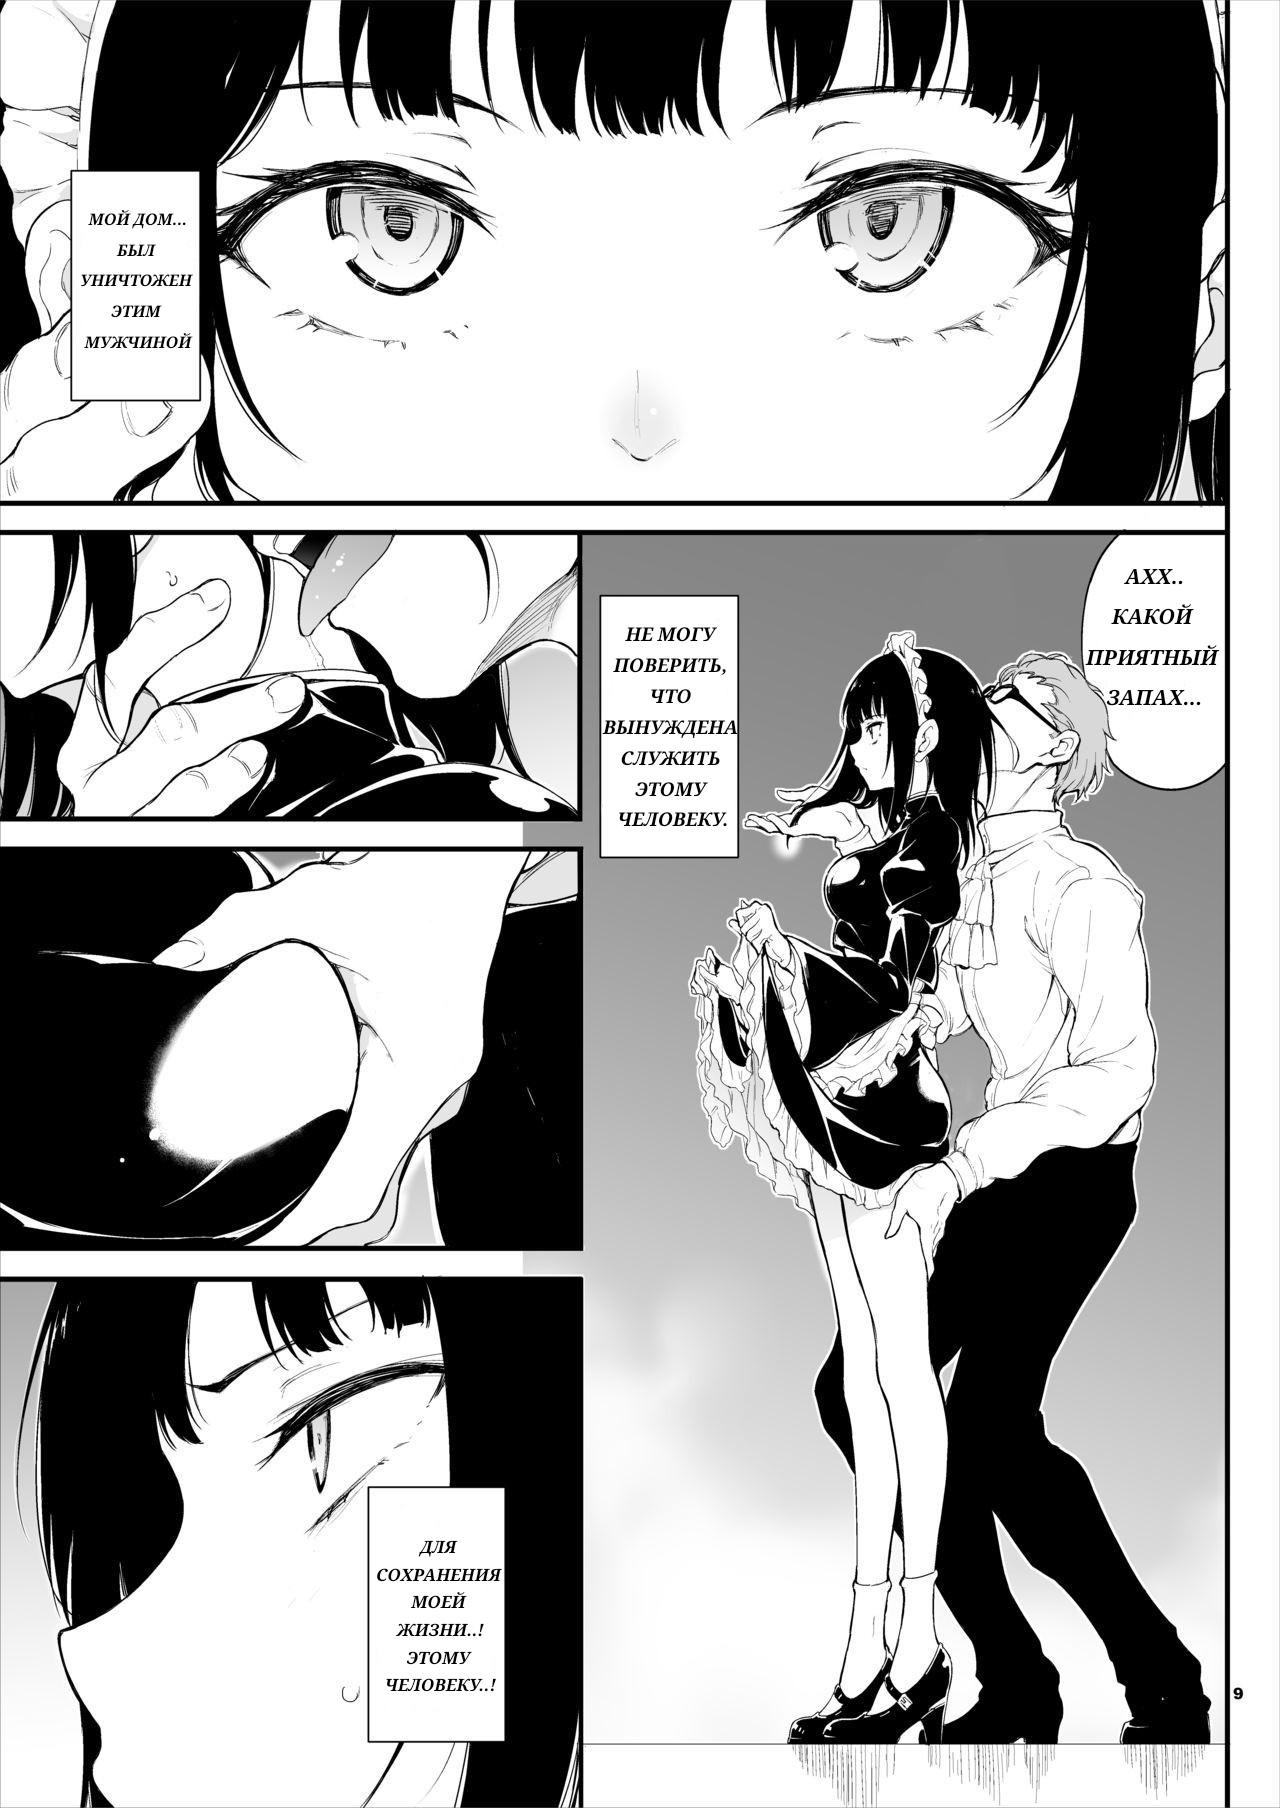 МОЙ ДОМ...
БЫЛ
УНИЧТОЖЕН
ЭТИМ
МУЖЧИНОЙ
АХХ..
КАКОЙ
ПРИЯТНЫЙ
ЗАПАХ...
НЕ МОГУ
ПОВЕРИТЬ,
ЧТО
ВЫНУЖДЕНА
СЛУЖИТЬ
ЭТОМУ
ЧЕЛОВЕКУ.
ДЛЯ
СОХРАНЕНИЯ
МОЕЙ
ЖИЗНИ..!
ЭТОМУ
ЧЕЛОВЕКУ..!
9